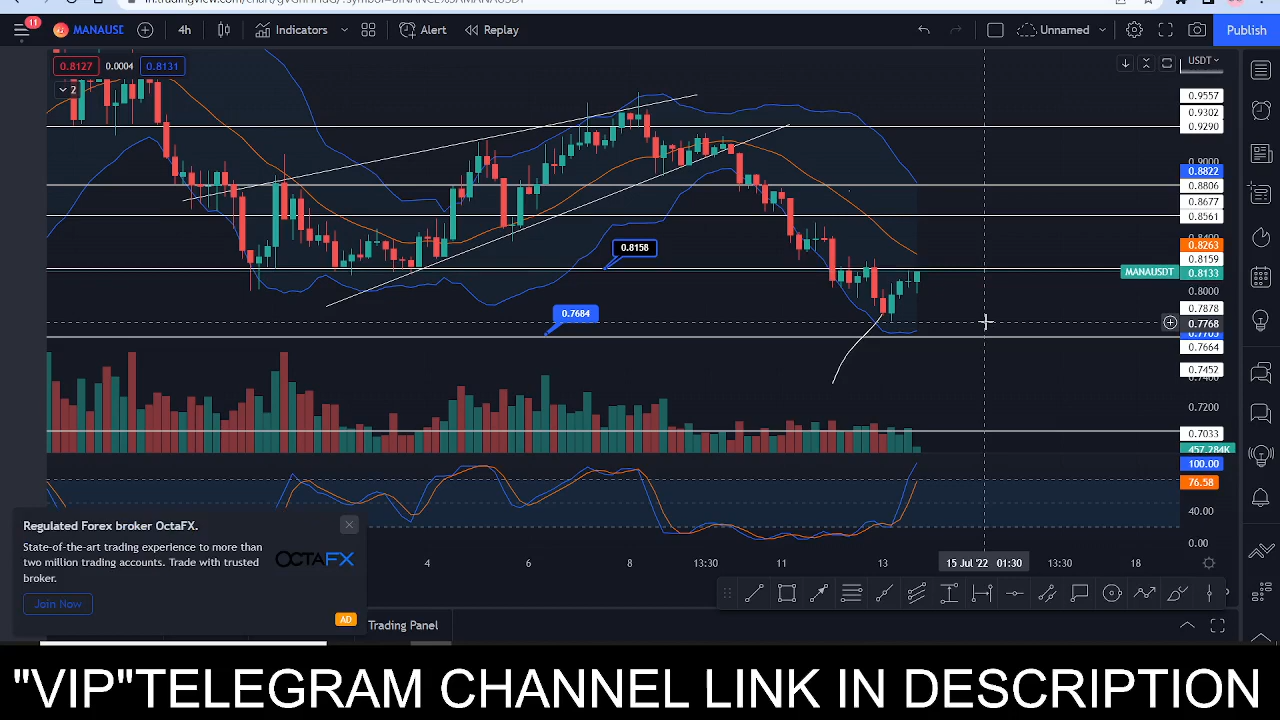 11
MANAUSD
4h
Indicators
Alert
Replay
Unnamed
Publish
0.8127
0.0004
0.8131
2
USDT
0.9557
0.9302
0.9290
0.9000
0.8822
0.8806
0.8677
0.8561
0.8263
0.8159
MANAUSDT
0.8133
0.8000
0.7878
0.7768
0.7664
0.7452
0.7200
0.7033
457.284K
100.00
76.58
40.00
0.00
0.8158
0.7684
4
6
8
13:30
11
13
15 Jul '22 01:30
13:30
18
Regulated Forex broker OctaFX.
State-of-the-art trading experience to more than
two million trading accounts. Trade with trusted
broker.
OCTAFX
Join Now
AD
Trading Panel
"VIP"TELEGRAM CHANNEL LINK IN DESCRIPTION